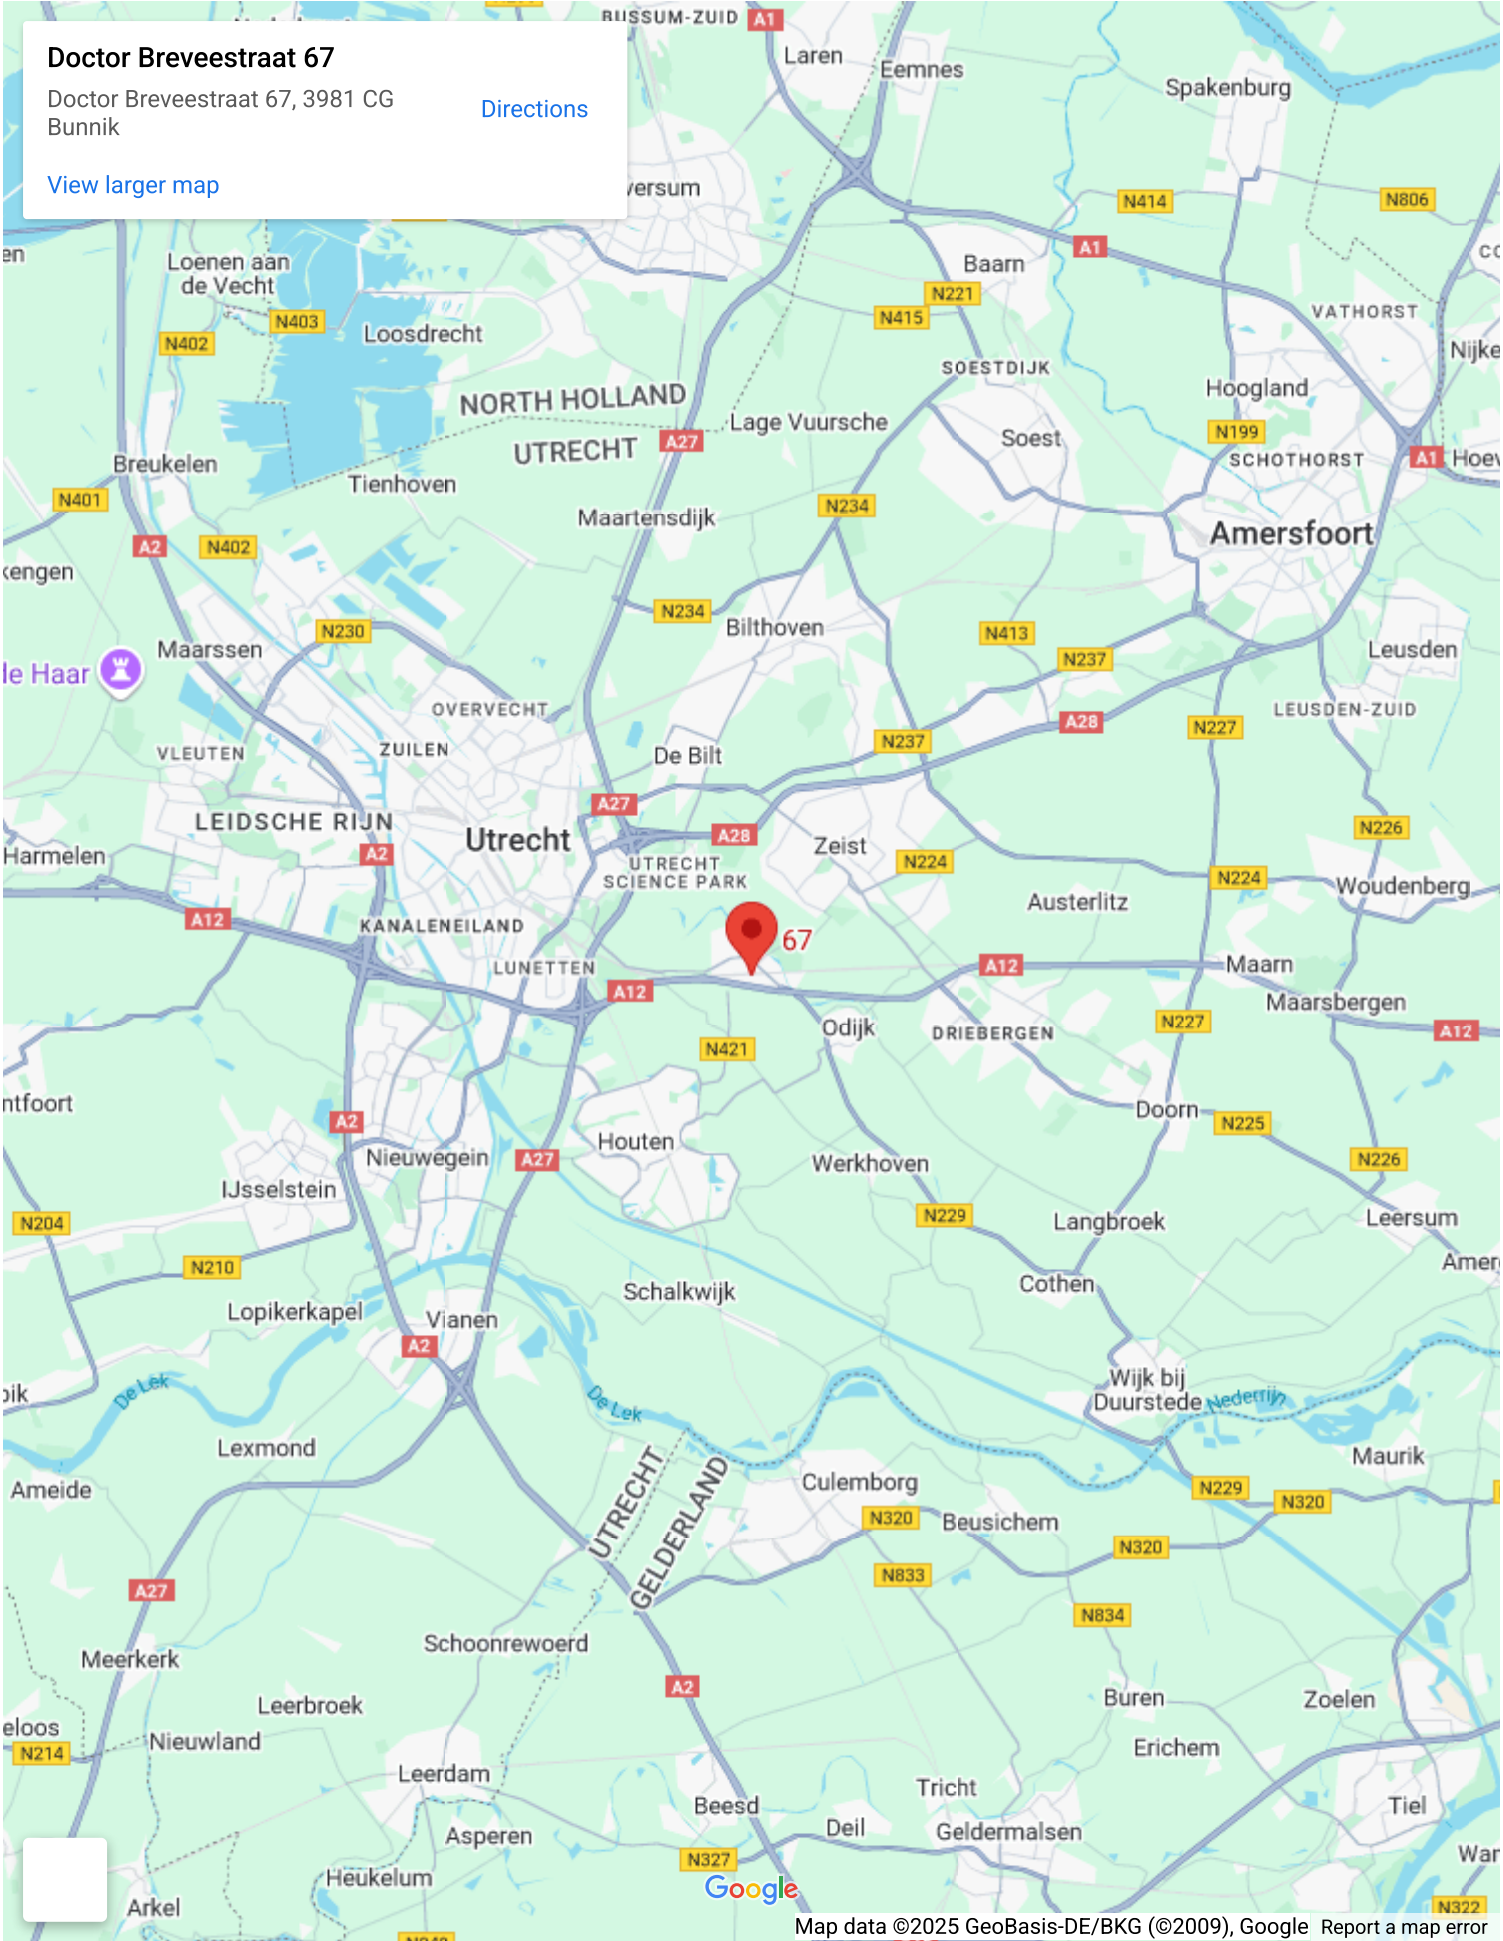 BUSSUM-ZUID
A1
Doctor Breveestraat 67
Doctor Breveestraat 67, 3981 CG
Bunnik
Directions
View larger map
Laren
Eemnes
Spakenburg
N414
N806
A1
Loenen aan
de Vecht
Baarn
N221
N415
N403
N402
Loosdrecht
VATHORST
SOESTDIJK
Hoogland
NORTH HOLLAND
UTRECHT
A27
Lage Vuursche
Soest
N199
SCHOTHORST
A1
Breukelen
Tienhoven
N401
N234
Maartensdijk
Amersfoort
A2
N402
N234
Bilthoven
N230
N413
Maarssen
N237
Leusden
de Haar
OVERVECHT
LEUSDEN-ZUID
A28
N227
VLEUTEN
ZUILEN
De Bilt
N237
A27
LEIDSCHE RIJN
Utrecht
A28
Zeist
N226
Harmelen
A2
UTRECHT
SCIENCE PARK
N224
N224
Woudenberg
A12
KANALENEILAND
67
Austerlitz
LUNETTEN
A12
A12
Maarn
Maarsbergen
Odijk
DRIEBERGEN
N227
A12
N421
Doorn
N225
A2
Houten
Nieuwegein
A27
Werkhoven
N226
IJsselstein
N204
N229
Langbroek
Leersum
N210
Schalkwijk
Cothen
Lopikerkapel
Vianen
A2
De Lek
De Lek
Wijk bij
Duurstede
Nederrijn
Lexmond
Maurik
Ameide
UTRECHT
GELDERLAND
Culemborg
N229
N320
N320
Beusichem
N320
N833
A27
N834
Schoonrewoerd
Meerkerk
A2
Leerbroek
Buren
Zoelen
N214
Nieuwland
Erichem
Leerdam
Tricht
Beesd
Tiel
Deil
Geldermalsen
Asperen
N327
Heukelum
Google
Arkel
N322
Map data ©2025 GeoBasis-DE/BKG (©2009), Google
Report a map error